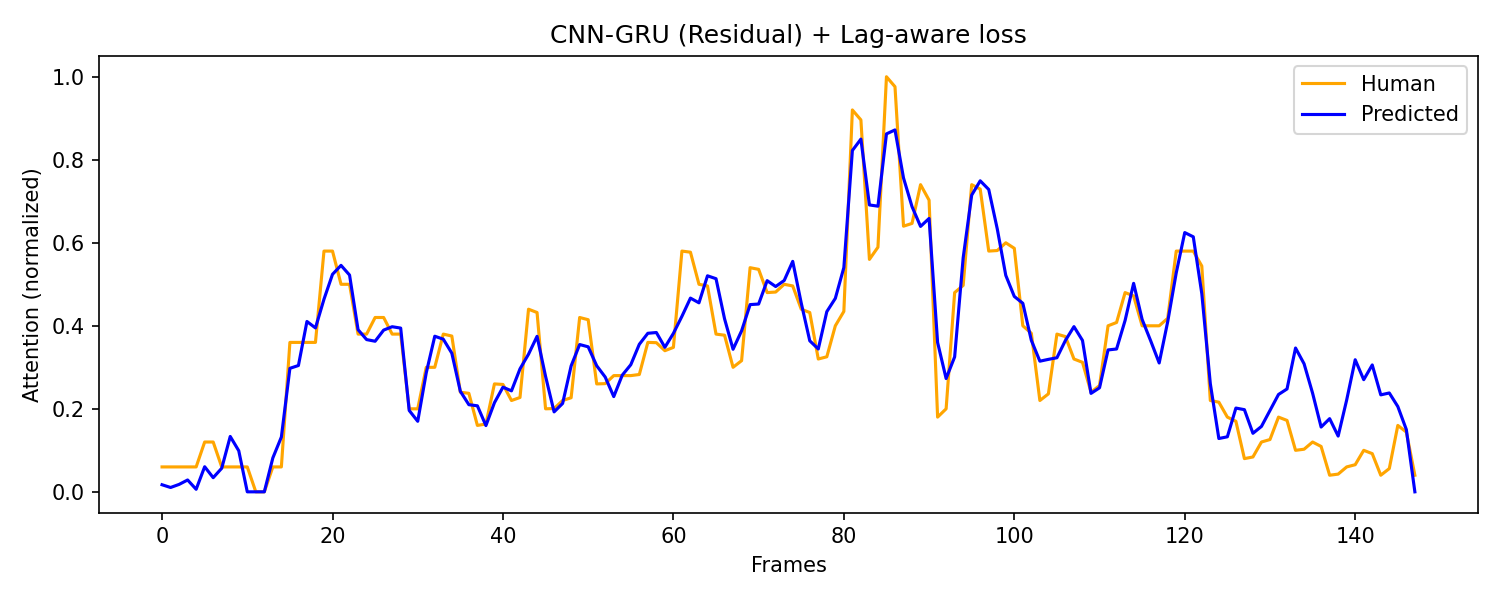 CNN-GRU (Residual) + Lag-aware loss
Human
Predicted
Attention (normalized)
1.0
0.8
0.6
0.4
0.2
0.0
0 20 40 60 80 100 120 140
Frames